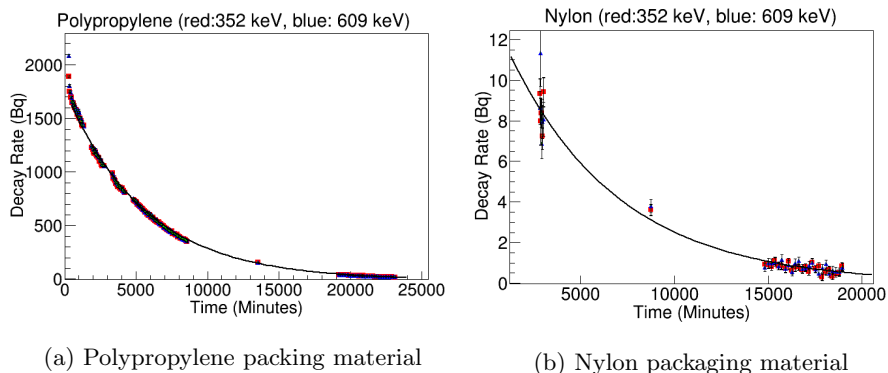 Polypropylene (red:352 keV, blue: 609 keV)
Decay Rate (Bq)
2000
1500
1000
500
0
0 5000 10000 15000 20000 25000
Time (Minutes)
(a) Polypropylene packing material
Nylon (red:352 keV, blue: 609 keV)
Decay Rate (Bq)
12
10
8
6
4
2
0
5000 10000 15000 20000
Time (Minutes)
(b) Nylon packaging material